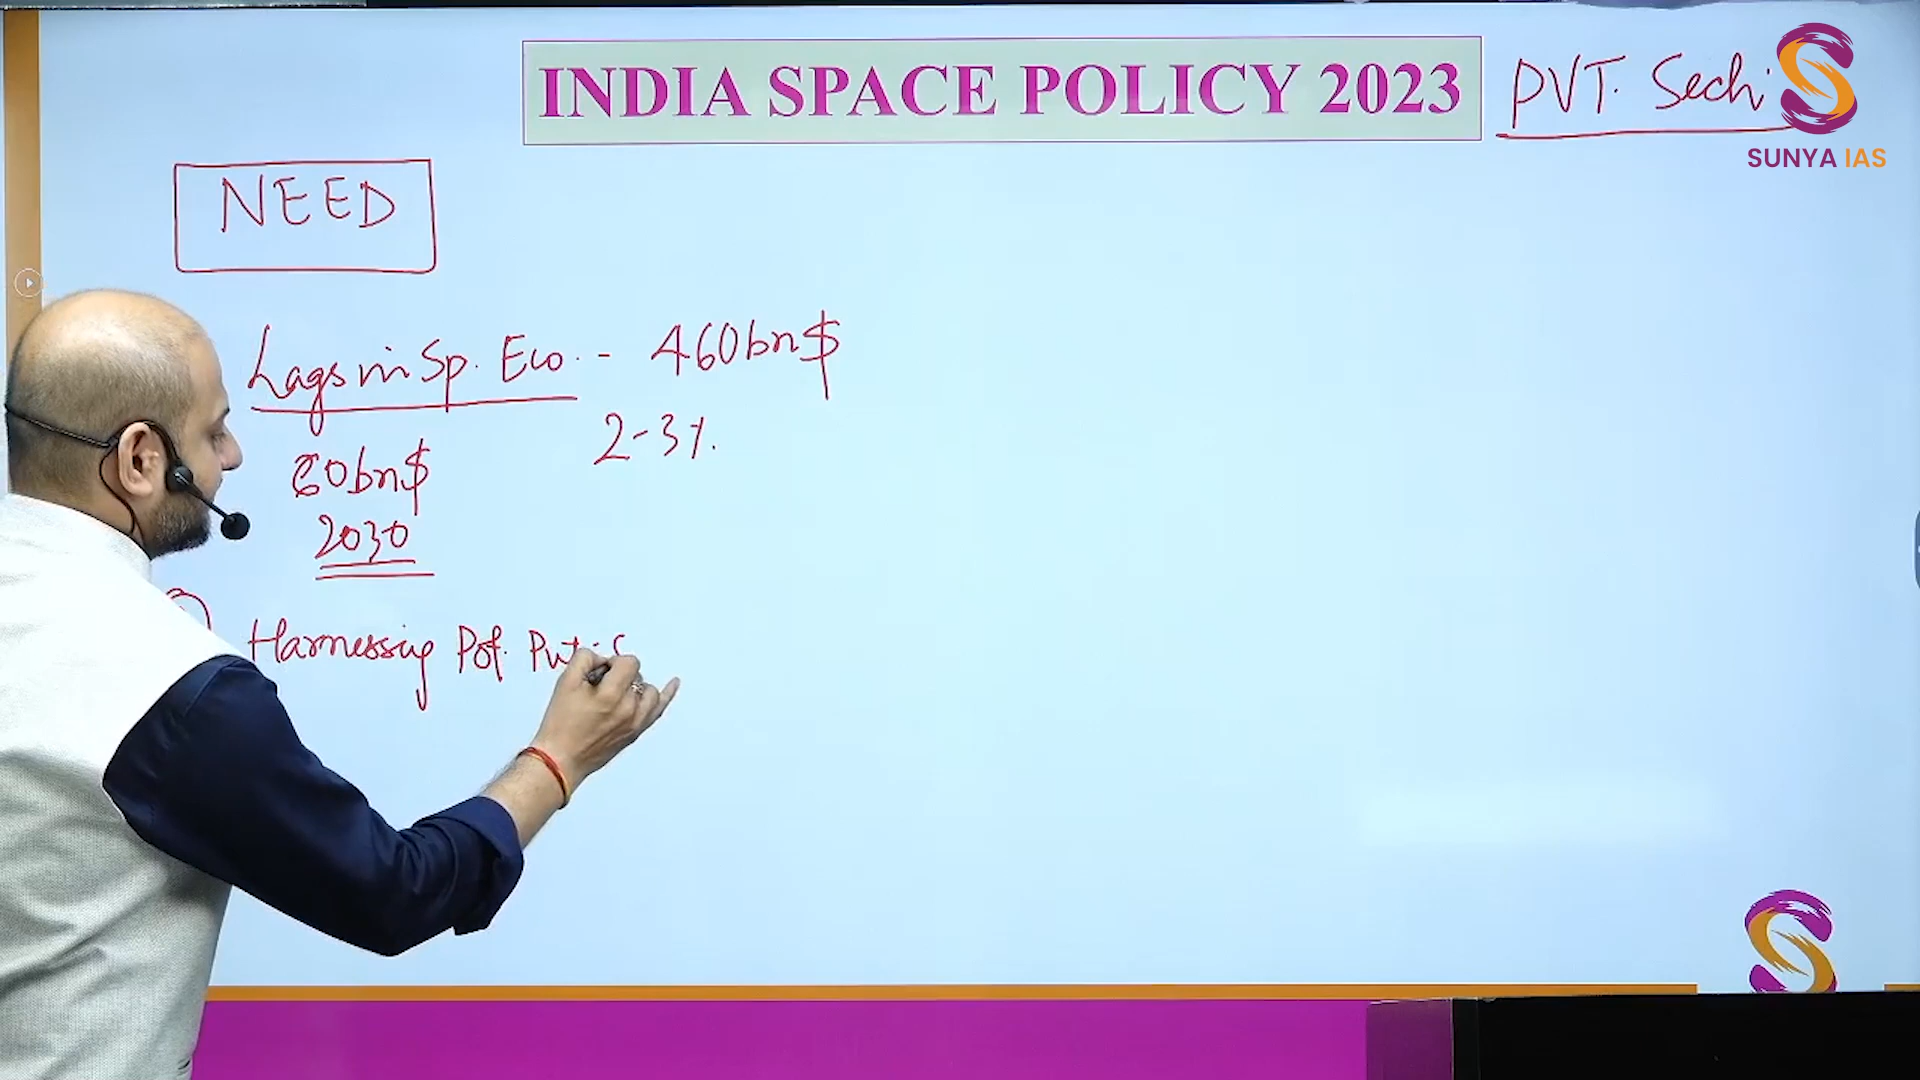 INDIA SPACE POLICY 2023
PVT. Sech
SUNYA IAS
NEED
Lags in Sp. Eco. - 460bn$
2-3%.
60bn$
2030
Harnessing Pot. Pvt. S